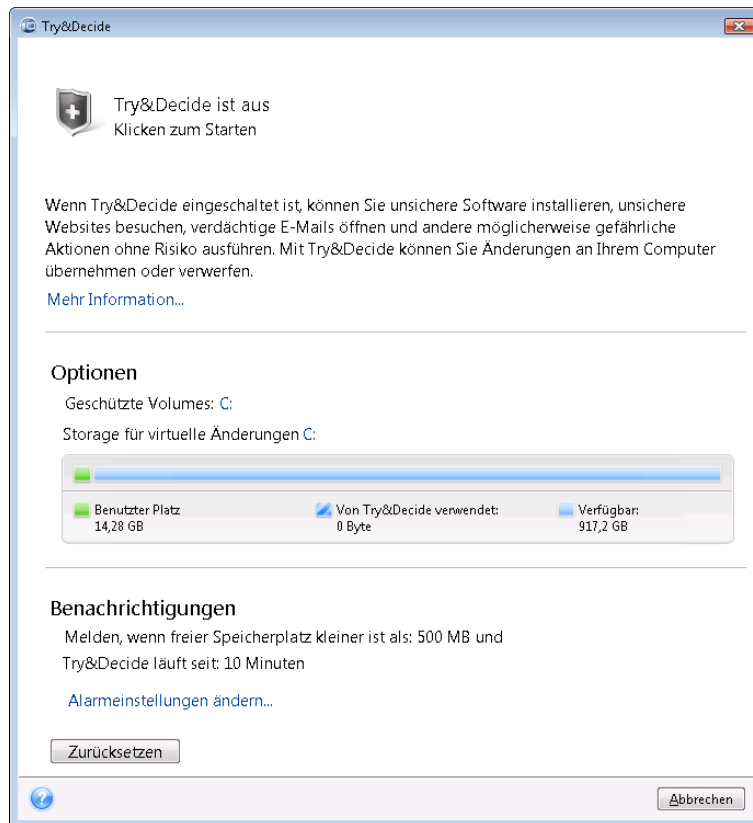 Try&Decide
Try&Decide ist aus
Klicken zum Starten
Wenn Try&Decide eingeschaltet ist, können Sie unsichere Software installieren, unsichere
Websites besuchen, verdächtige E-Mails öffnen und andere möglicherweise gefährliche
Aktionen ohne Risiko ausführen. Mit Try&Decide können Sie Änderungen an Ihrem Computer
übernehmen oder verwerfen.
Mehr Information...
Optionen
Geschützte Volumes: C:
Storage für virtuelle Änderungen C:
Benutzter Platz
14,28 GB
Von Try&Decide verwendet:
0 Byte
Verfügbar:
917,2 GB
Benachrichtigungen
Melden, wenn freier Speicherplatz kleiner ist als: 500 MB und
Try&Decide läuft seit: 10 Minuten
Alarmeinstellungen ändern...
Zurücksetzen
Abbrechen